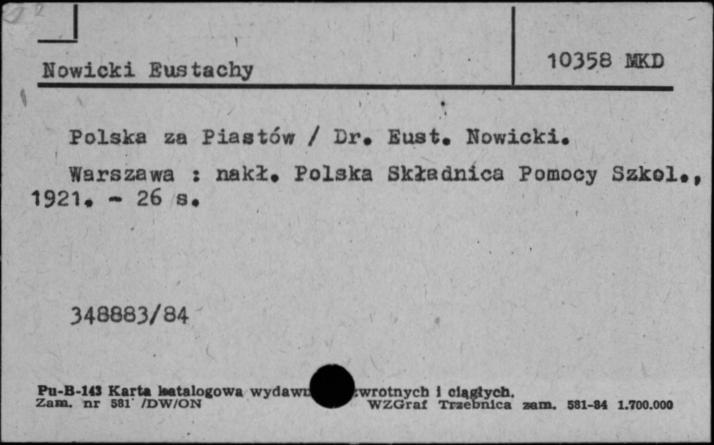 Nowicki Eustachy
10358 MKD
Polska za Piastów / Dr. Eust. Nowicki.
Warszawa : nakł. Polska Składnica Pomocy Szkol.,
1921. - 26 s.
348883/84
Pu-B-143 Karta katalogowa wydawn wrotnych i ciągłych.
Zam. nr 581 /DW/ON WZGraf Trzebnica zam. 581-84 1.700.000